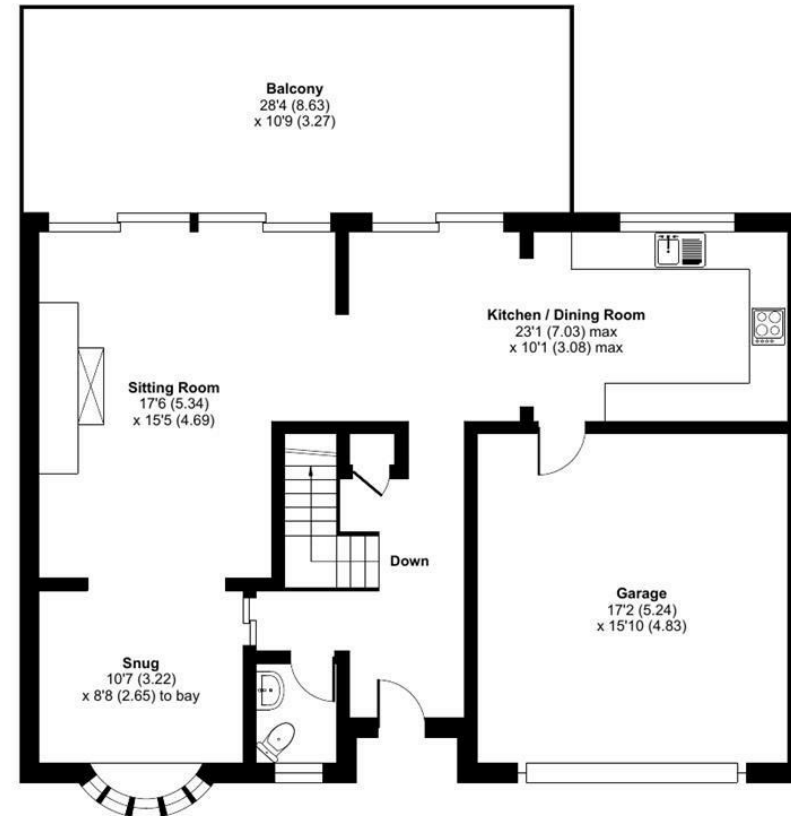 Balcony
28'4 (8.63)
x 10'9 (3.27)
Kitchen / Dining Room
23'1 (7.03) max
x 10'1 (3.08) max
Sitting Room
17'6 (5.34)
x 15'5 (4.69)
Down
Garage
17'2 (5.24)
x 15'10 (4.83)
Snug
10'7 (3.22)
x 8'8 (2.65) to bay